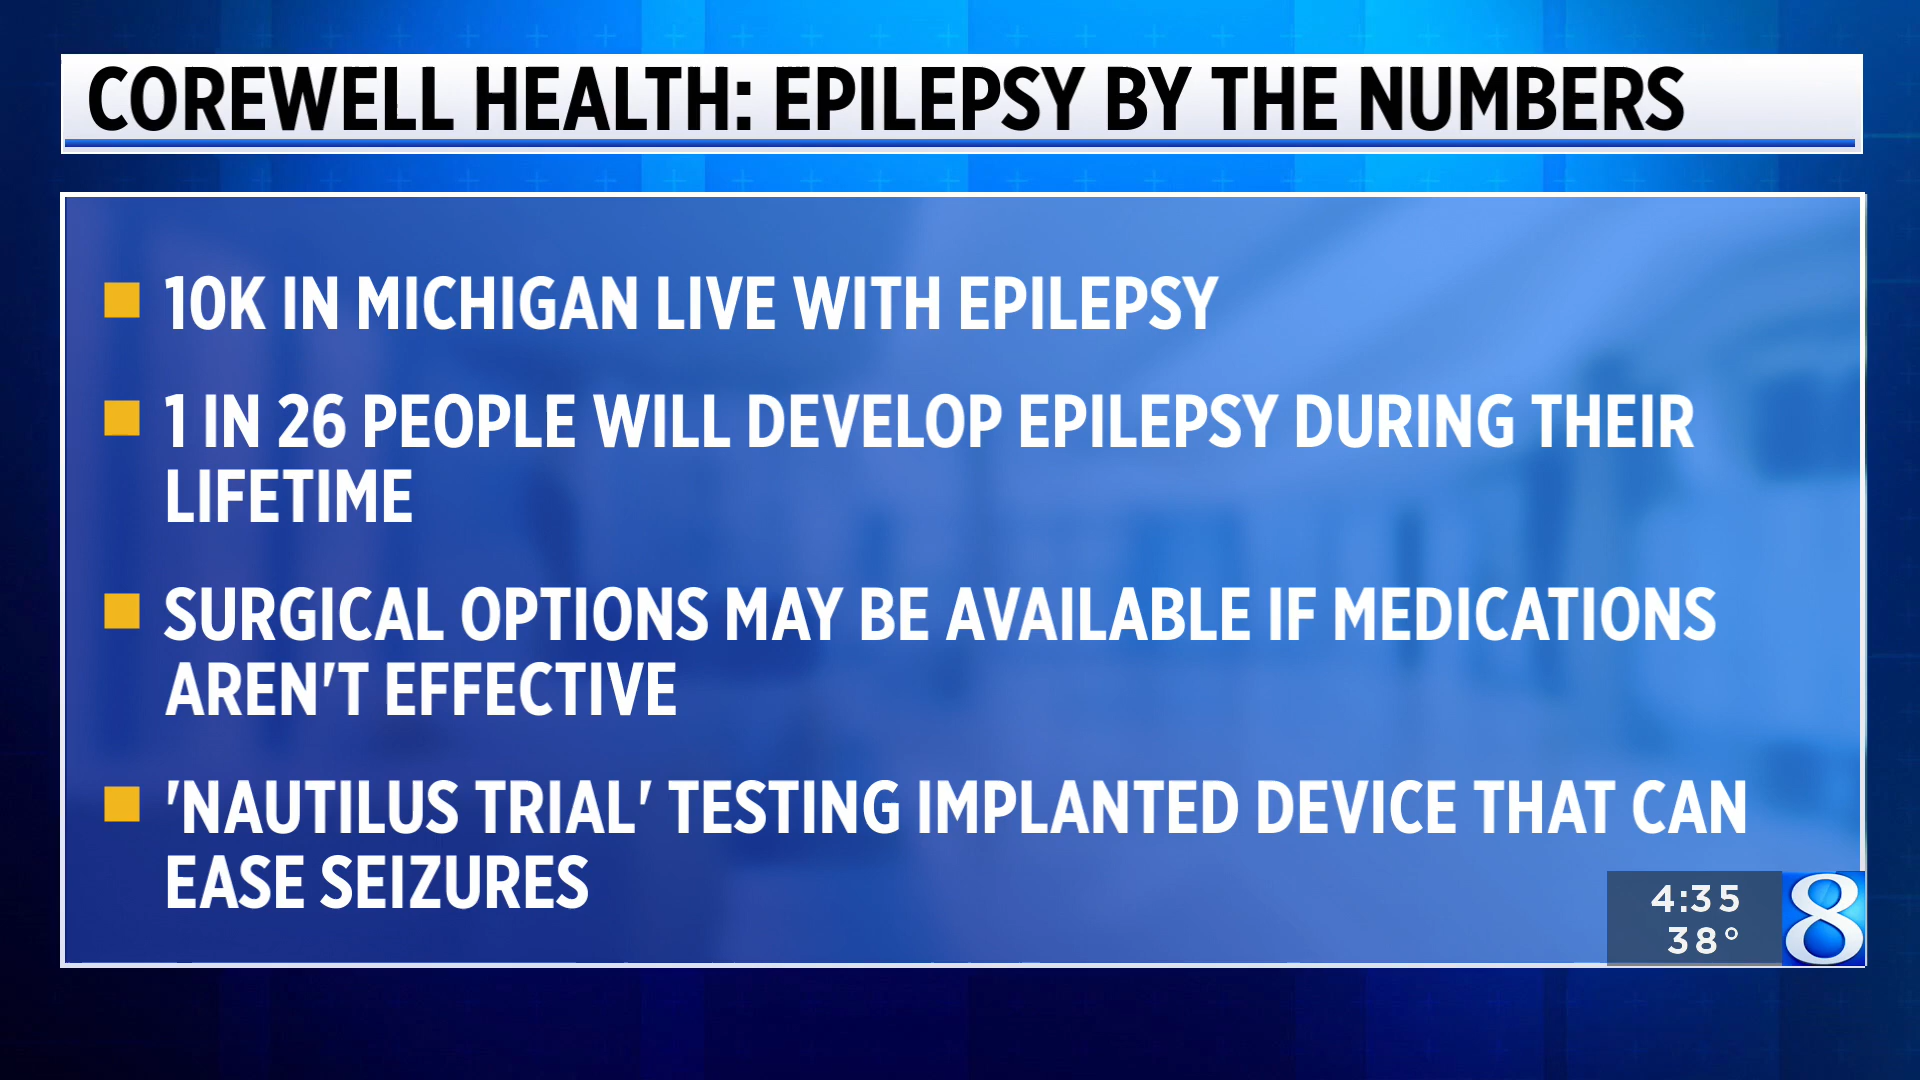 COREWELL HEALTH: EPILEPSY BY THE NUMBERS
10K IN MICHIGAN LIVE WITH EPILEPSY
1 IN 26 PEOPLE WILL DEVELOP EPILEPSY DURING THEIR
LIFETIME
SURGICAL OPTIONS MAY BE AVAILABLE IF MEDICATIONS
AREN'T EFFECTIVE
'NAUTILUS TRIAL' TESTING IMPLANTED DEVICE THAT CAN
EASE SEIZURES
4:35
38°
8